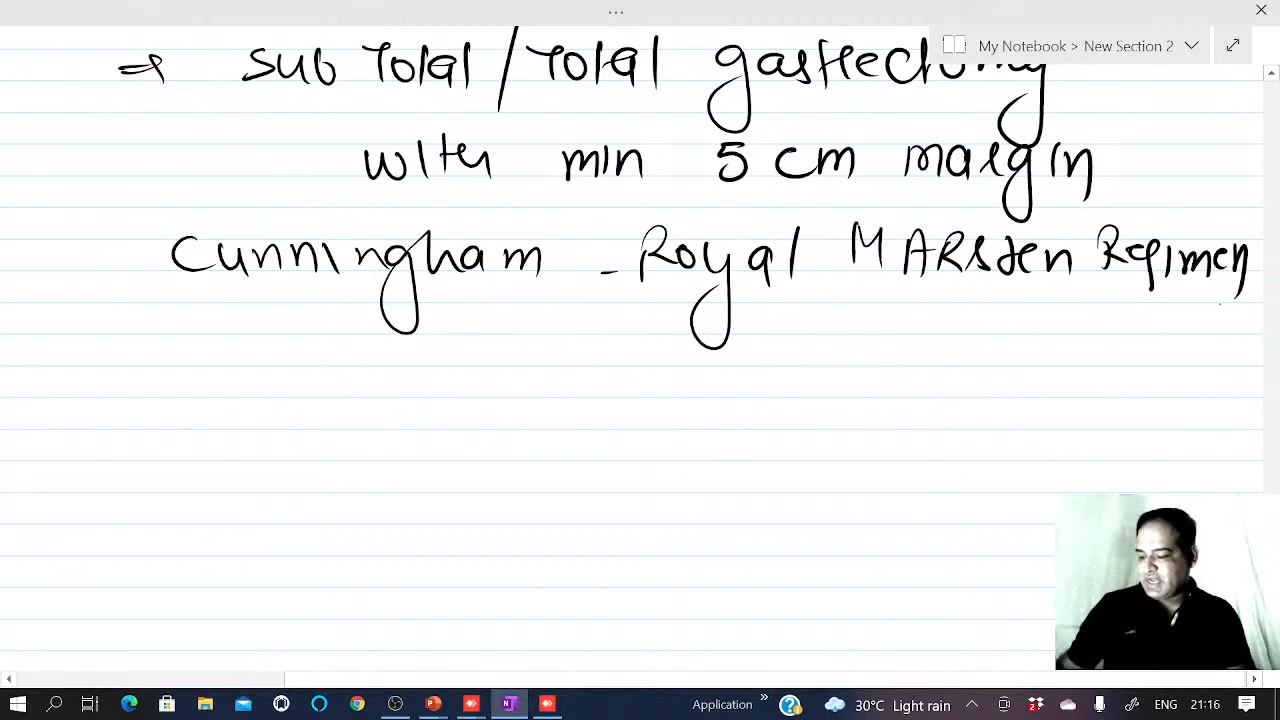 ...
My Notebook > New Section 2
⇒ Sub Total / Total gastrectomy
with min 5 cm margin
Cunningham - Royal MARSden Regimen
Application
30°C Light rain
2
ENG
21:16